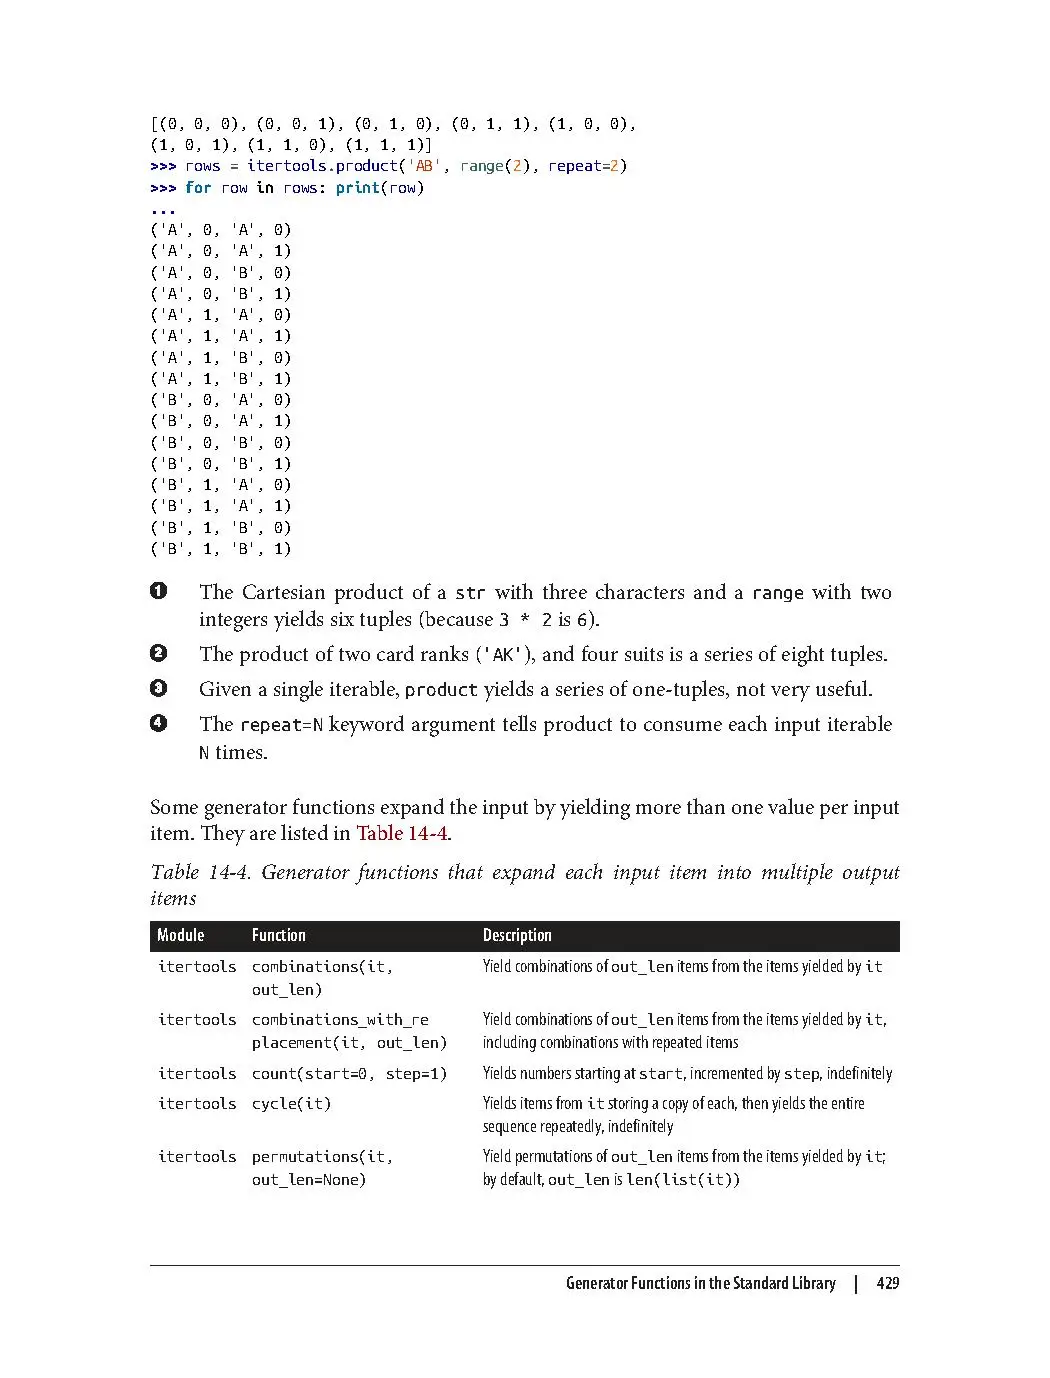 [(0, 0, 0), (0, 0, 1), (0, 1, 0), (0, 1, 1), (1, 0, 0),
(1, 0, 1), (1, 1, 0), (1, 1, 1)]
>>> rows = itertools.product('AB', range(2), repeat=2)
>>> for row in rows: print(row)
...
('A', 0, 'A', 0)
('A', 0, 'A', 1)
('A', 0, 'B', 0)
('A', 0, 'B', 1)
('A', 1, 'A', 0)
('A', 1, 'A', 1)
('A', 1, 'B', 0)
('A', 1, 'B', 1)
('B', 0, 'A', 0)
('B', 0, 'A', 1)
('B', 0, 'B', 0)
('B', 0, 'B', 1)
('B', 1, 'A', 0)
('B', 1, 'A', 1)
('B', 1, 'B', 0)
('B', 1, 'B', 1)
❶ The Cartesian product of a str with three characters and a range with two
integers yields six tuples (because 3 * 2 is 6).
❷ The product of two card ranks ('AK'), and four suits is a series of eight tuples.
❸ Given a single iterable, product yields a series of one-tuples, not very useful.
❹ The repeat=N keyword argument tells product to consume each input iterable
N times.
Some generator functions expand the input by yielding more than one value per input
item. They are listed in Table 14-4.
Table 14-4. Generator functions that expand each input item into multiple output
items
Module Function Description
itertools combinations(it, Yield combinations of out_len items from the items yielded by it
out_len)
itertools combinations_with_re Yield combinations of out_len items from the items yielded by it,
placement(it, out_len) including combinations with repeated items
itertools count(start=0, step=1) Yields numbers starting at start, incremented by step, indefinitely
itertools cycle(it) Yields items from it storing a copy of each, then yields the entire
sequence repeatedly, indefinitely
itertools permutations(it, Yield permutations of out_len items from the items yielded by it;
out_len=None) by default, out_len is len(list(it))
Generator Functions in the Standard Library | 429